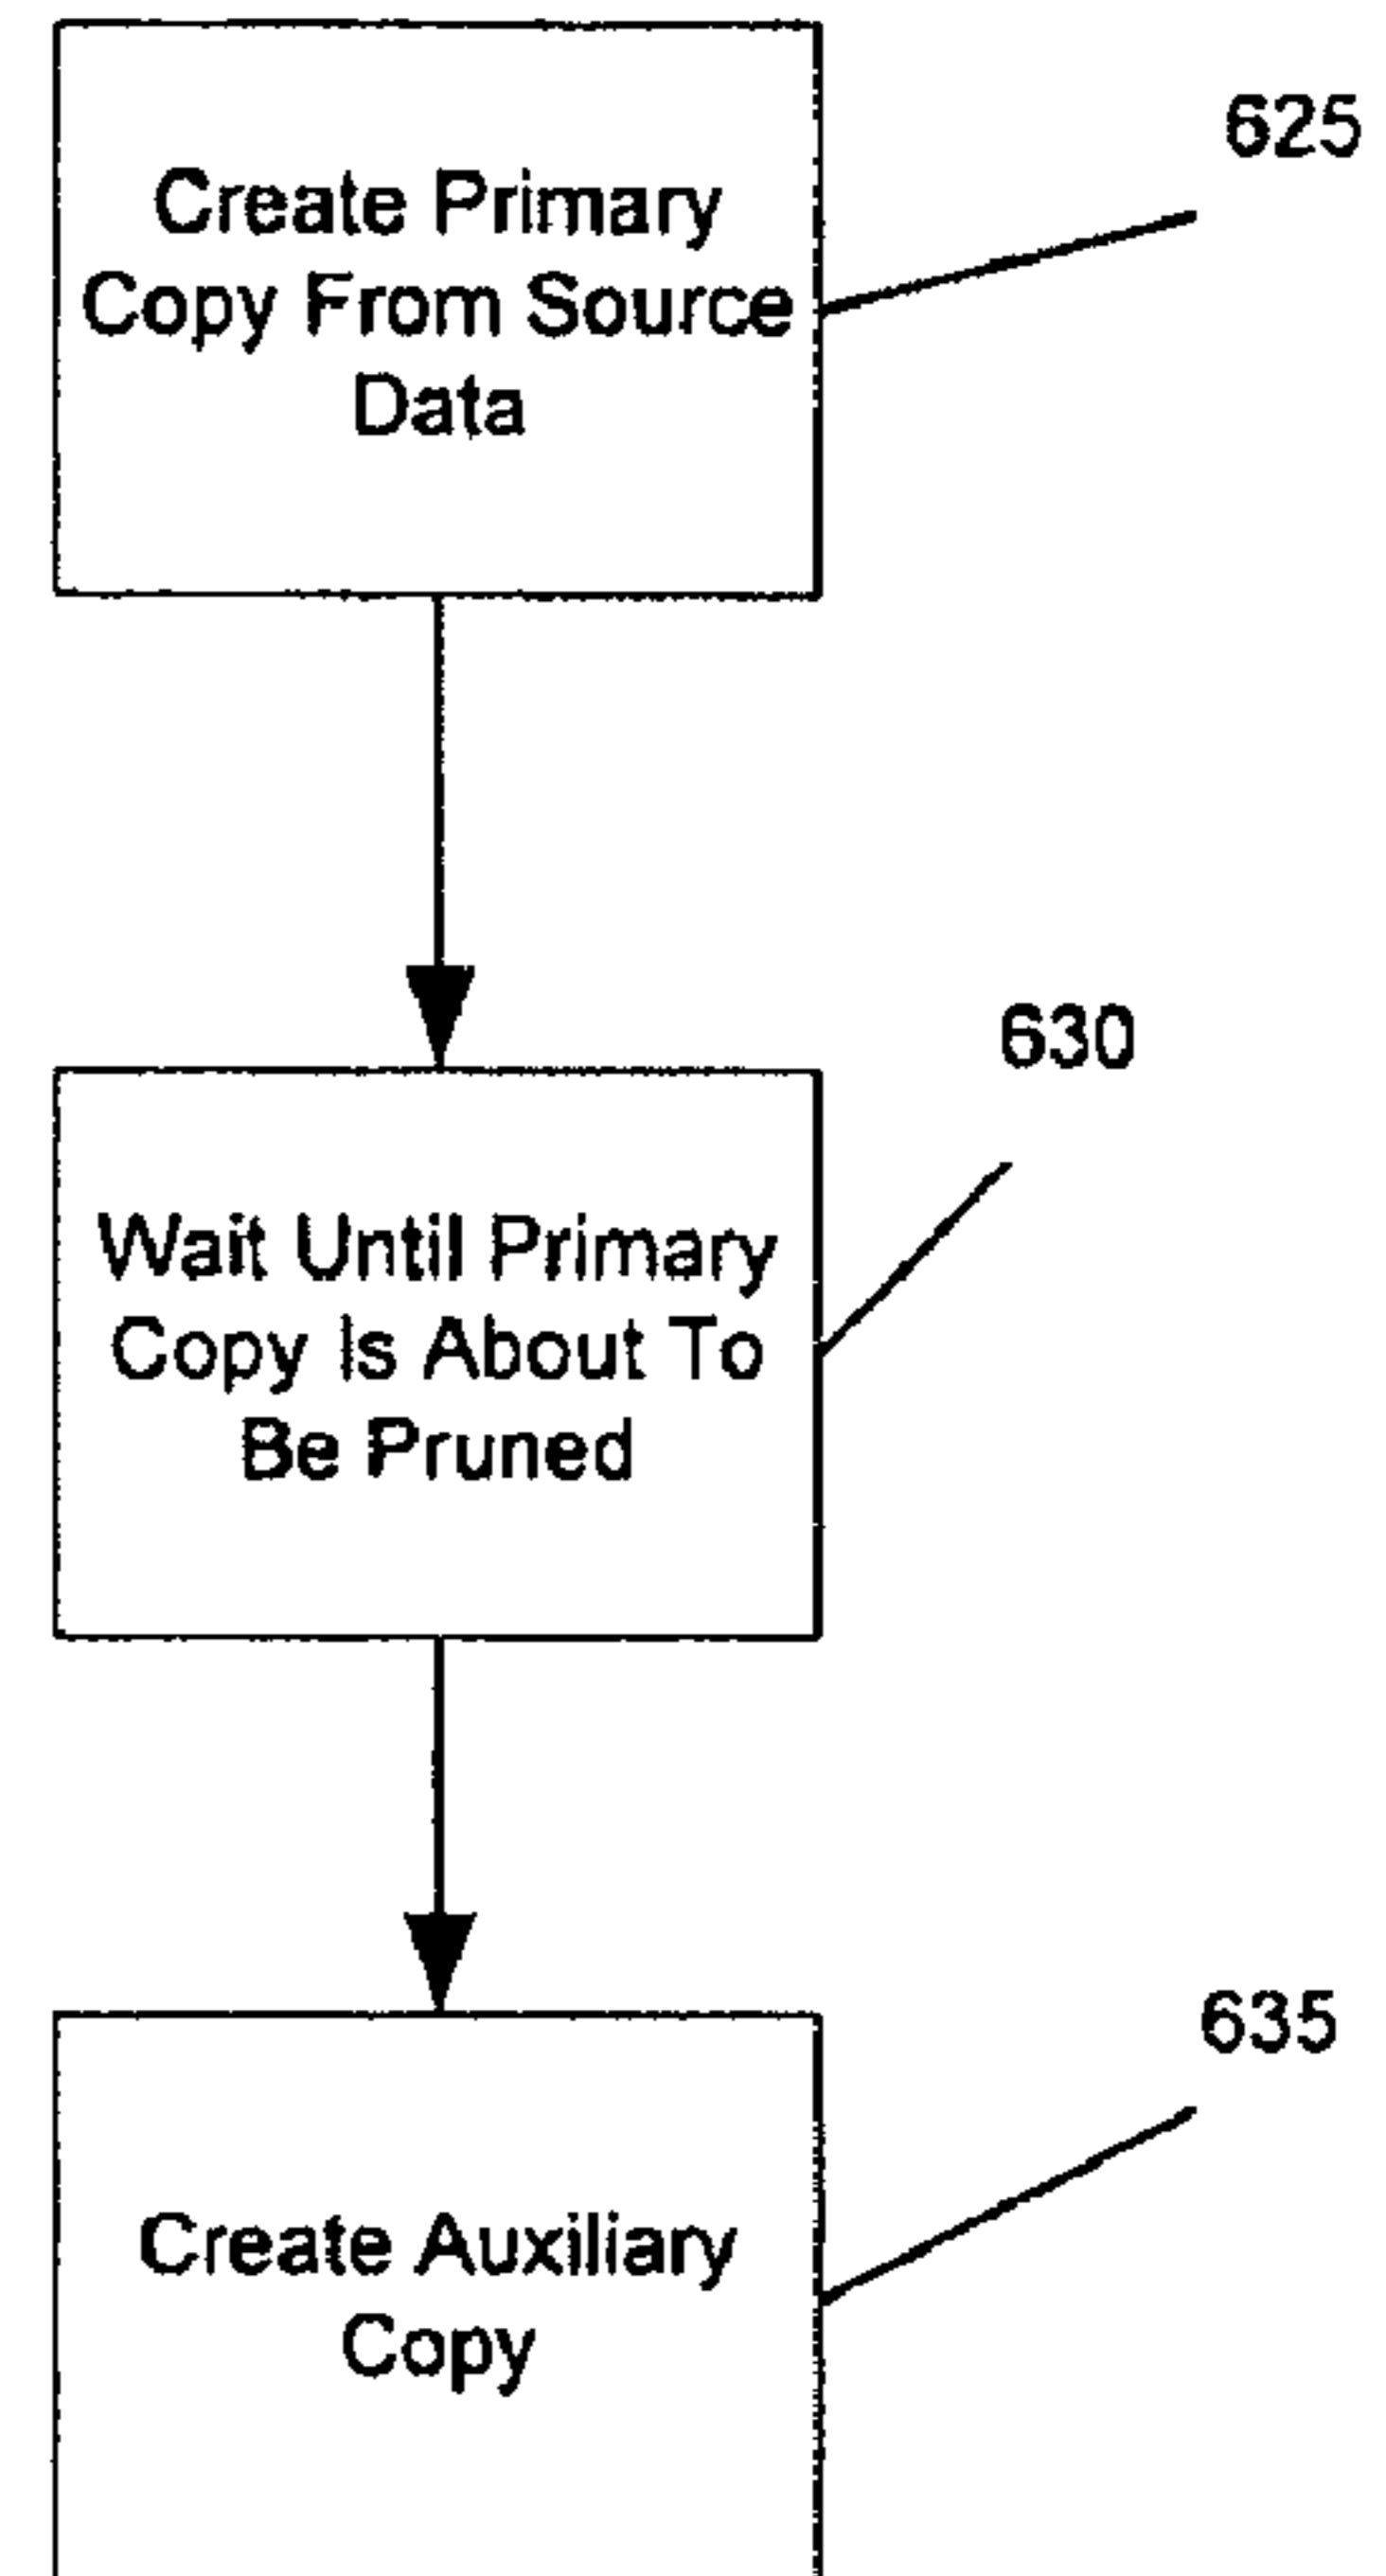 625
Create Primary
Copy From Source
Data
630
Wait Until Primary
Copy Is About To
Be Pruned
635
Create Auxiliary
Copy